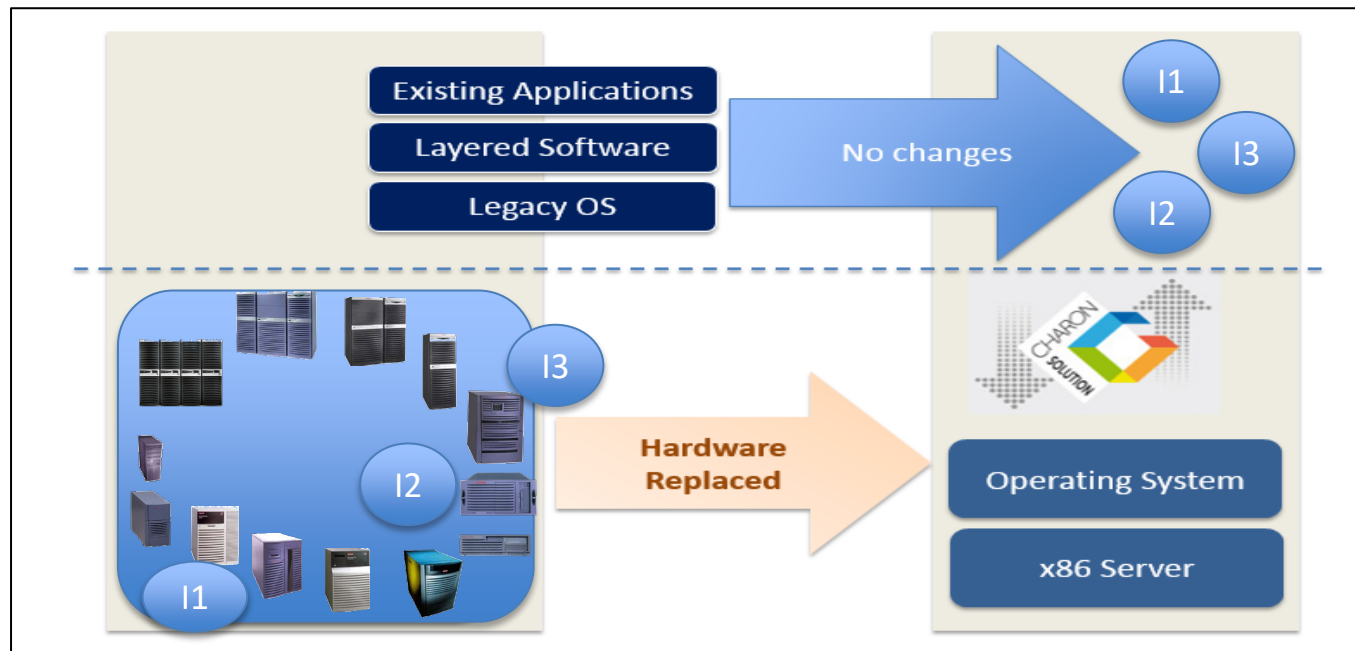 Existing Applications
Layered Software
Legacy OS
No changes
I1
I3
I2
I3
I2
I1
Hardware
Replaced
CHARON
SOLUTION
Operating System
x86 Server